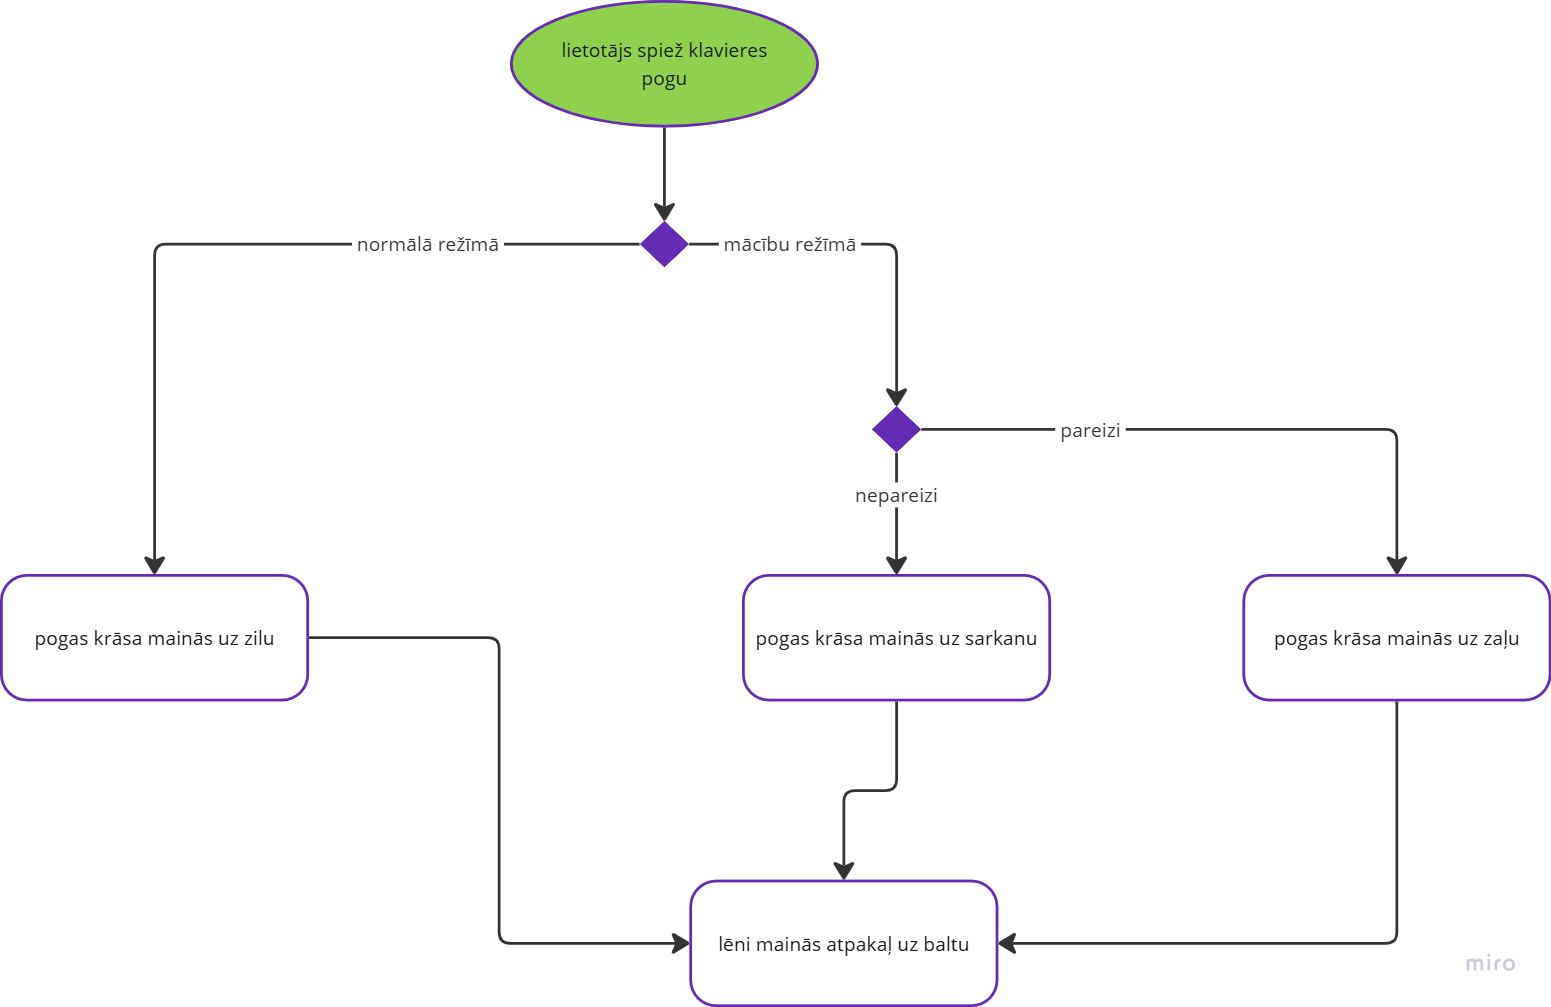 lietotājs spiež klavieres
pogu
normālā režīmā
mācību režīmā
pareizi
nepareizi
pogas krāsa mainās uz zilu
pogas krāsa mainās uz sarkanu
pogas krāsa mainās uz zaļu
lēni mainās atpakaļ uz baltu
miro